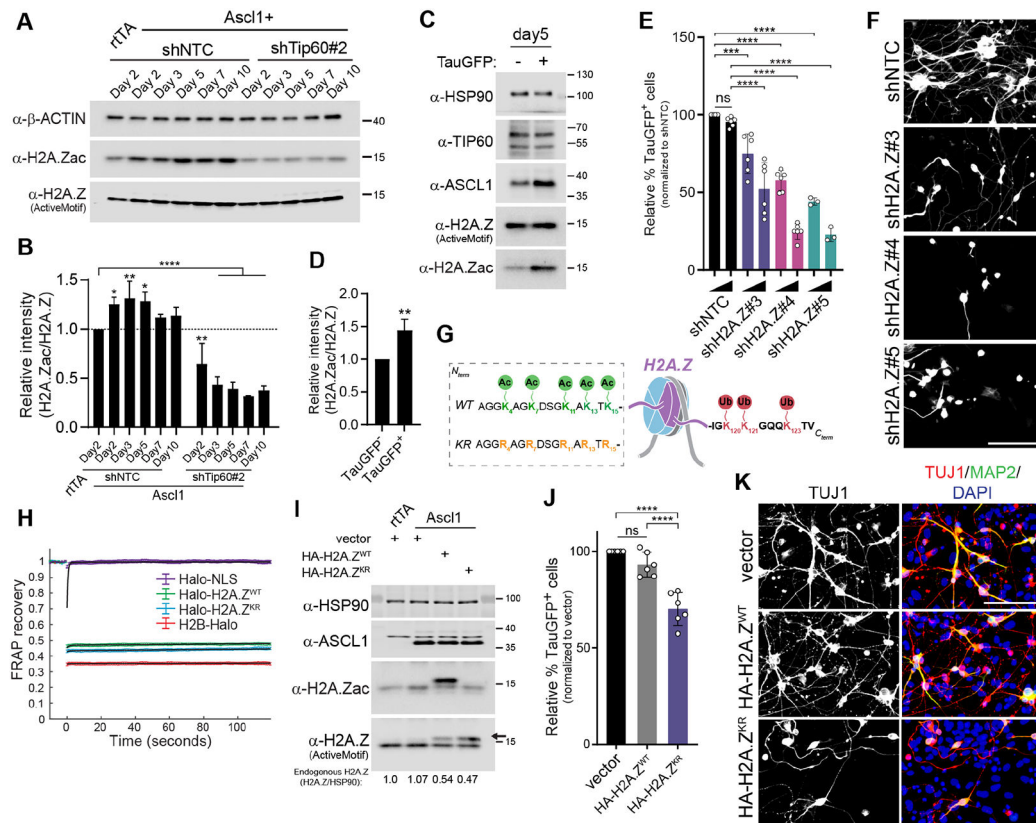 A
Ascl1+
rtTA
shNTC
shTip60#2
Day 2
Day 2
Day 3
Day 5
Day 7
Day 10
Day 2
Day 3
Day 5
Day 7
Day 10
α-β-ACTIN
40
α-H2A.Zac
15
α-H2A.Z
(ActiveMotif)
15
B
Relative intensity
(H2A.Zac/H2A.Z)
1.5
1.0
0.5
0.0
****
*
**
*
**
Day2
Day2
Day3
Day5
Day7
Day10
Day2
Day3
Day5
Day7
Day10
rtTA
shNTC
shTip60#2
Ascl1
C
day5
TauGFP:
-
+
α-HSP90
130
100
α-TIP60
70
55
α-ASCL1
40
35
α-H2A.Z
(ActiveMotif)
15
α-H2A.Zac
15
D
Relative intensity
(H2A.Zac/H2A.Z)
2.0
1.5
1.0
0.5
0.0
**
TauGFP-
TauGFP+
E
Relative % TauGFP+ cells
(normalized to shNTC)
150
100
50
0
****
****
***
****
****
****
ns
shNTC
shH2A.Z#3
shH2A.Z#4
shH2A.Z#5
F
shNTC
shH2A.Z#3
shH2A.Z#4
shH2A.Z#5
G
Nterm
H2A.Z
Ac Ac Ac Ac Ac
WT AGGK4AGK7DSGK11AK13TK15-
KR AGGR4AGR7DSGR11AR13TR15-
Ub Ub Ub
-IGK120K121GQQK123TV
Cterm
H
FRAP recovery
1
0.9
0.8
0.7
0.6
0.5
0.4
0.3
0.2
0.1
0
0
20
40
60
80
100
Time (seconds)
Halo-NLS
Halo-H2A.ZWT
Halo-H2A.ZKR
H2B-Halo
I
rtTA
Ascl1
vector + +
HA-H2A.ZWT +
HA-H2A.ZKR +
α-HSP90
100
α-ASCL1
40
35
α-H2A.Zac
15
α-H2A.Z
(ActiveMotif)
15
Endogenous H2A.Z
(H2A.Z/HSP90):
1.0 1.07 0.54 0.47
J
Relative % TauGFP+ cells
(normalized to vector)
100
50
0
****
ns
****
vector
HA-H2A.ZWT
HA-H2A.ZKR
K
TUJ1
TUJ1/MAP2/
DAPI
vector
HA-H2A.ZWT
HA-H2A.ZKR